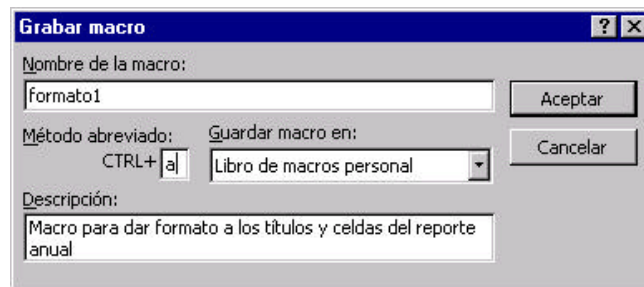 Grabar macro
Nombre de la macro:
formato1
Aceptar
Método abreviado:
CTRL+ a
Guardar macro en:
Libro de macros personal
Cancelar
Descripción:
Macro para dar formato a los títulos y celdas del reporte
anual